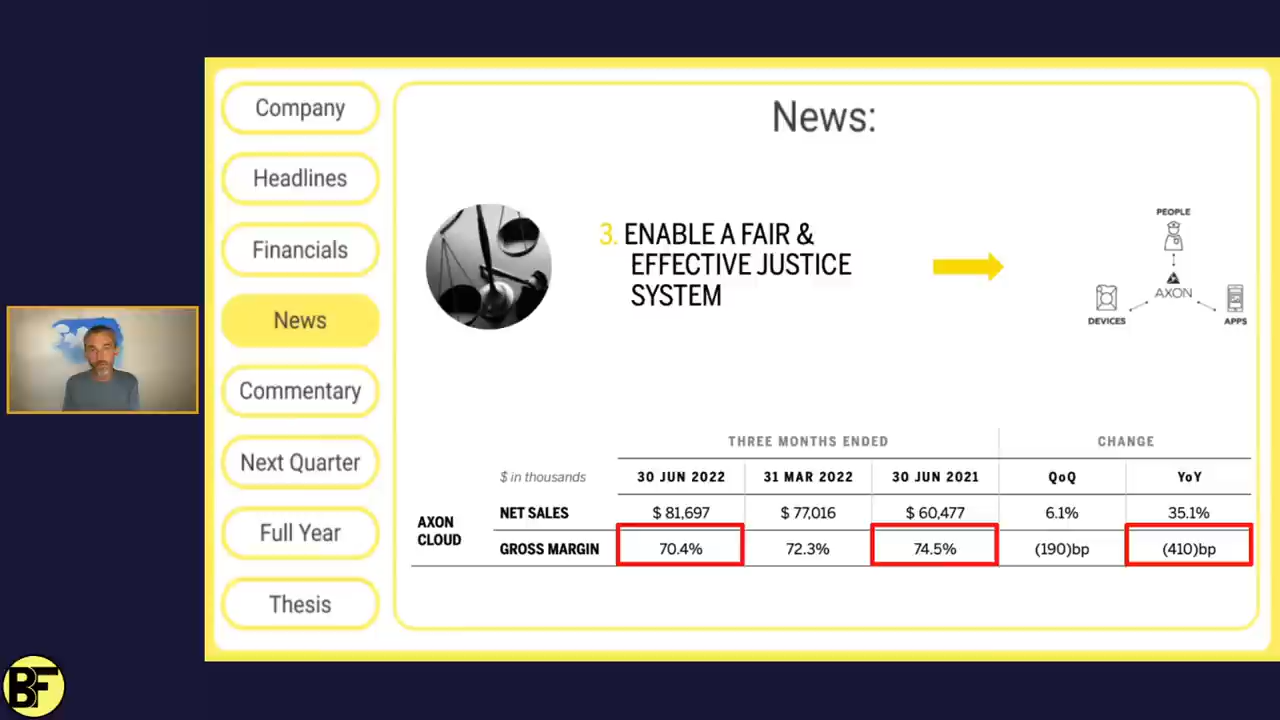 Company
Headlines
Financials
News
Commentary
Next Quarter
Full Year
Thesis
News:
3. ENABLE A FAIR &
EFFECTIVE JUSTICE
SYSTEM
PEOPLE
AXON
DEVICES
APPS
THREE MONTHS ENDED CHANGE
$ in thousands 30 JUN 2022 31 MAR 2022 30 JUN 2021 QoQ YoY
AXON
CLOUD
NET SALES $ 81,697 $ 77,016 $ 60,477 6.1% 35.1%
GROSS MARGIN 70.4% 72.3% 74.5% (190)bp (410)bp
BF